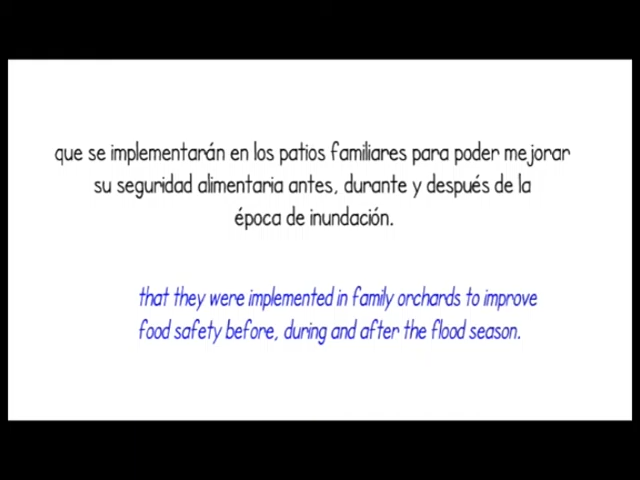 que se implementarán en los patios familiares para poder mejorar
su seguridad alimentaria antes, durante y después de la
época de inundación.
that they were implemented in family orchards to improve
food safety before, during and after the flood season.